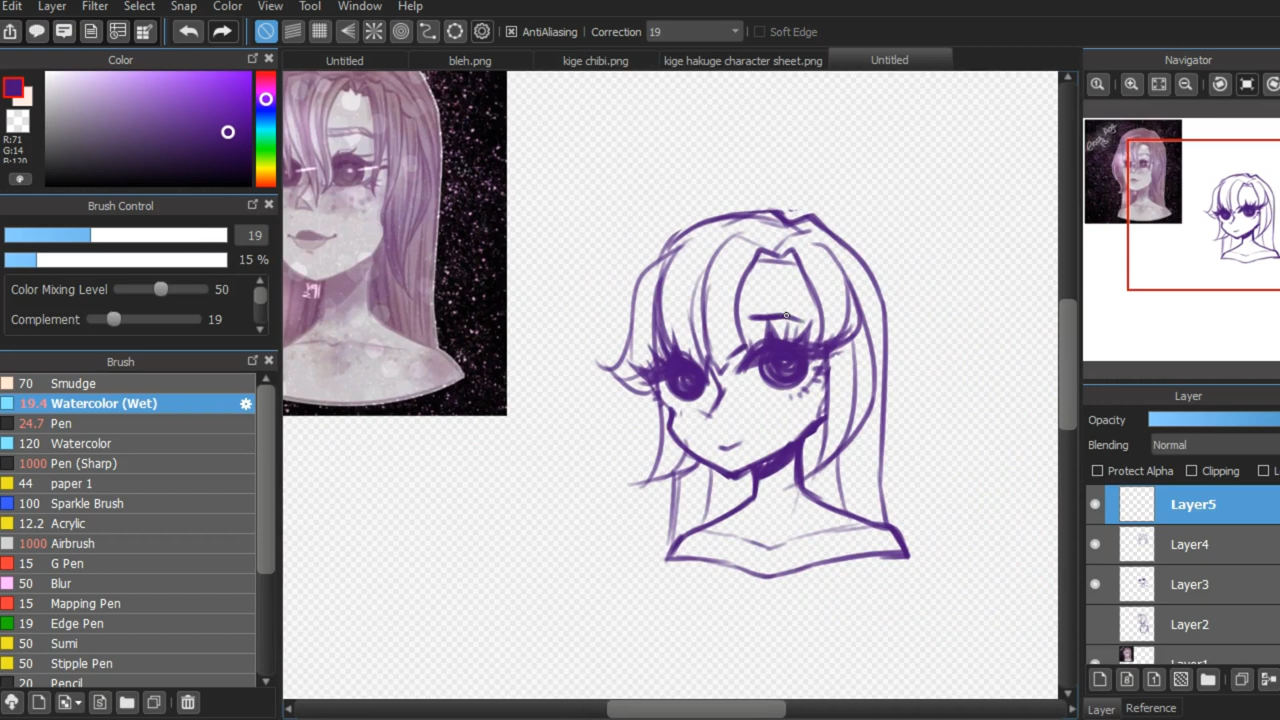 Edit Layer Filter Select Snap Color View Tool Window Help
AntiAliasing Correction 19 Soft Edge
Color
Untitled bleh.png kige chibi.png kige hakuge character sheet.png Untitled
Navigator
R:71
G:14
B:120
Brush Control
19
15 %
Color Mixing Level 50
Complement 19
Brush
70 Smudge
19.4 Watercolor (Wet)
24.7 Pen
120 Watercolor
1000 Pen (Sharp)
44 paper 1
100 Sparkle Brush
12.2 Acrylic
1000 Airbrush
15 G Pen
50 Blur
15 Mapping Pen
19 Edge Pen
50 Sumi
50 Stipple Pen
20 Pencil
Layer
Opacity
Blending Normal
Protect Alpha Clipping L
Layer5
Layer4
Layer3
Layer2
Layer1
Layer Reference